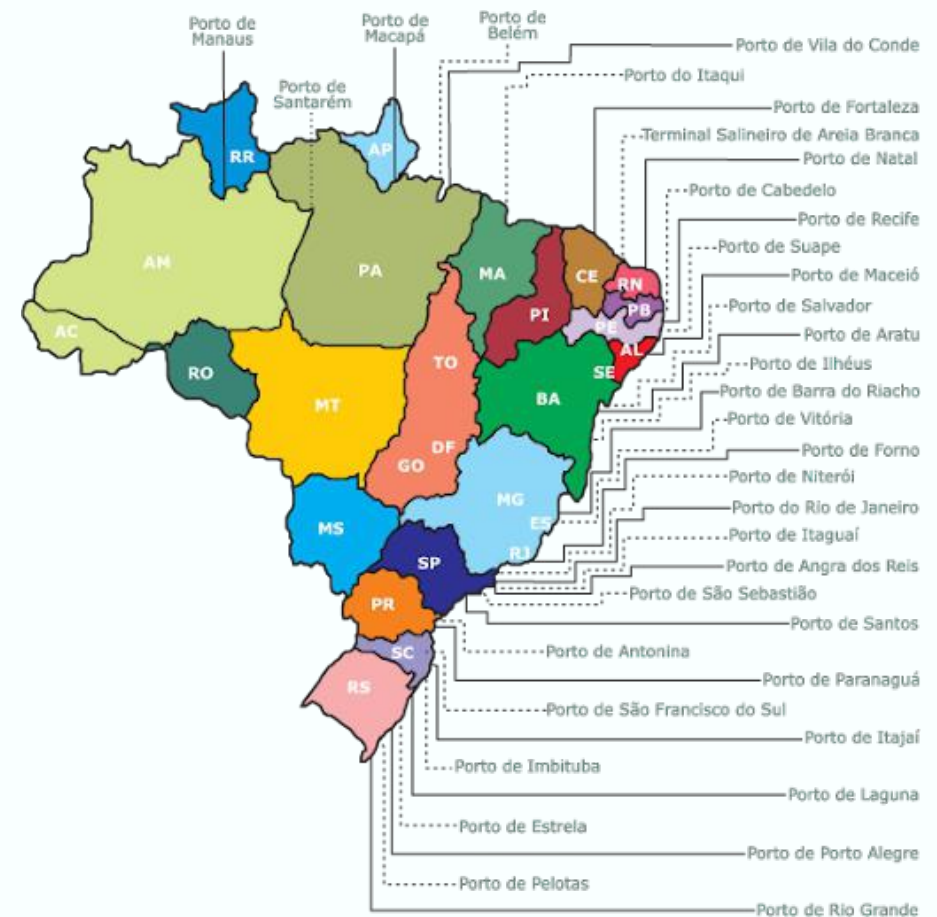 Porto de
Manaus
Porto de
Macapá
Porto de
Belém
Porto de Vila do Conde
Porto do Itaqui
Porto de
Santarém
Porto de Fortaleza
Terminal Salineiro de Areia Branca
Porto de Natal
Porto de Cabedelo
Porto de Recife
Porto de Suape
Porto de Maceió
Porto de Salvador
Porto de Aratu
Porto de Ilhéus
Porto de Barra do Riacho
Porto de Vitória
Porto de Forno
Porto de Niterói
Porto do Rio de Janeiro
Porto de Itaguaí
Porto de Angra dos Reis
Porto de São Sebastião
Porto de Santos
Porto de Antonina
Porto de Paranaguá
Porto de São Francisco do Sul
Porto de Itajaí
Porto de Imbituba
Porto de Laguna
Porto de Estrela
Porto de Porto Alegre
Porto de Pelotas
Porto de Rio Grande
RR
AP
AM
PA
MA
CE
RN
PB
PI
PE
AC
AL
RO
TO
SE
MT
BA
DF
GO
MG
ES
MS
RJ
SP
PR
SC
RS